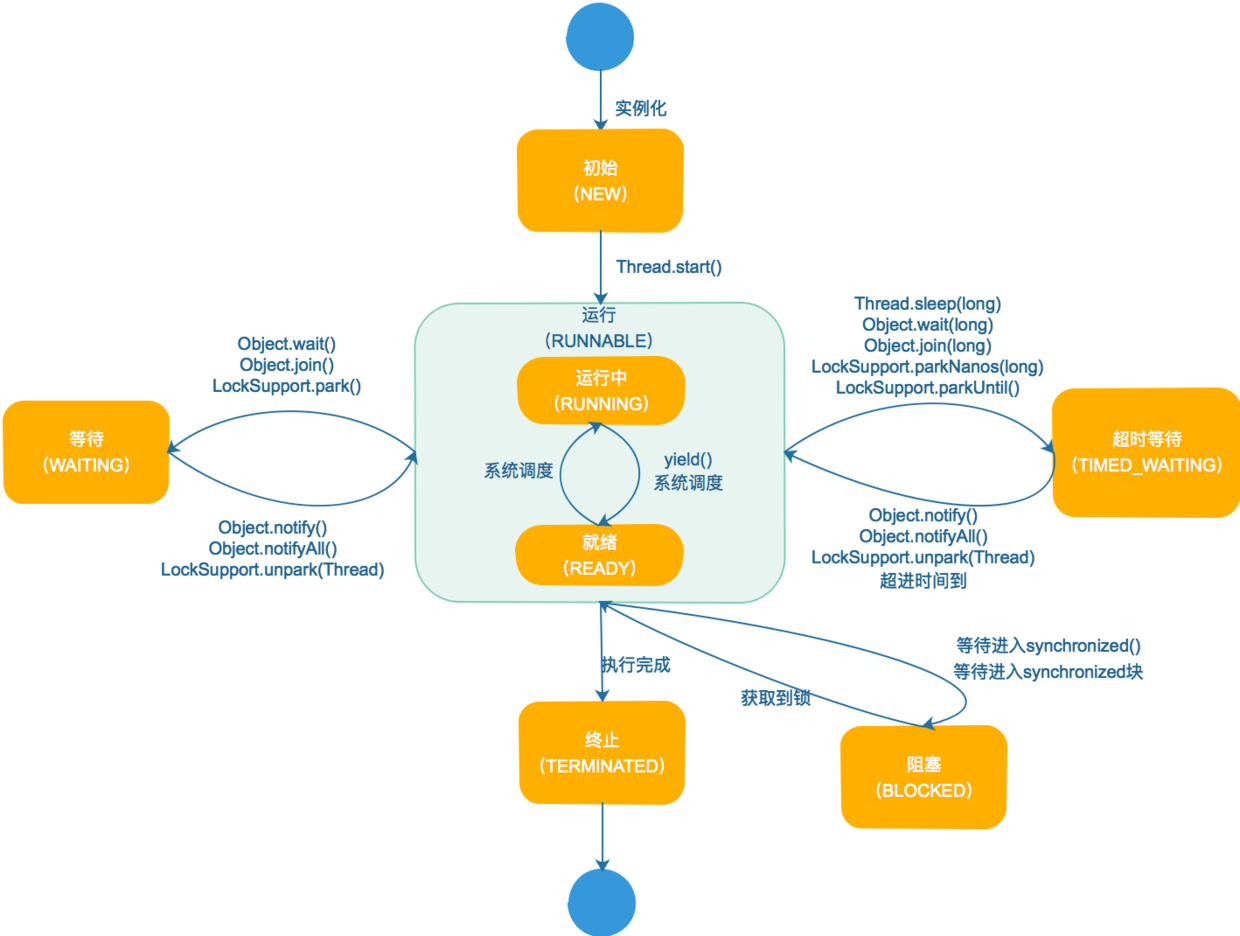 实例化
初始
（NEW）
Thread.start()
运行
（RUNNABLE）
运行中
（RUNNING）
系统调度
yield()
系统调度
就绪
（READY）
Object.wait()
Object.join()
LockSupport.park()
等待
（WAITING）
Object.notify()
Object.notifyAll()
LockSupport.unpark(Thread)
Thread.sleep(long)
Object.wait(long)
Object.join(long)
LockSupport.parkNanos(long)
LockSupport.parkUntil()
超时等待
（TIMED_WAITING）
Object.notify()
Object.notifyAll()
LockSupport.unpark(Thread)
超进时间到
执行完成
等待进入synchronized()
等待进入synchronized块
获取到锁
终止
（TERMINATED）
阻塞
（BLOCKED）